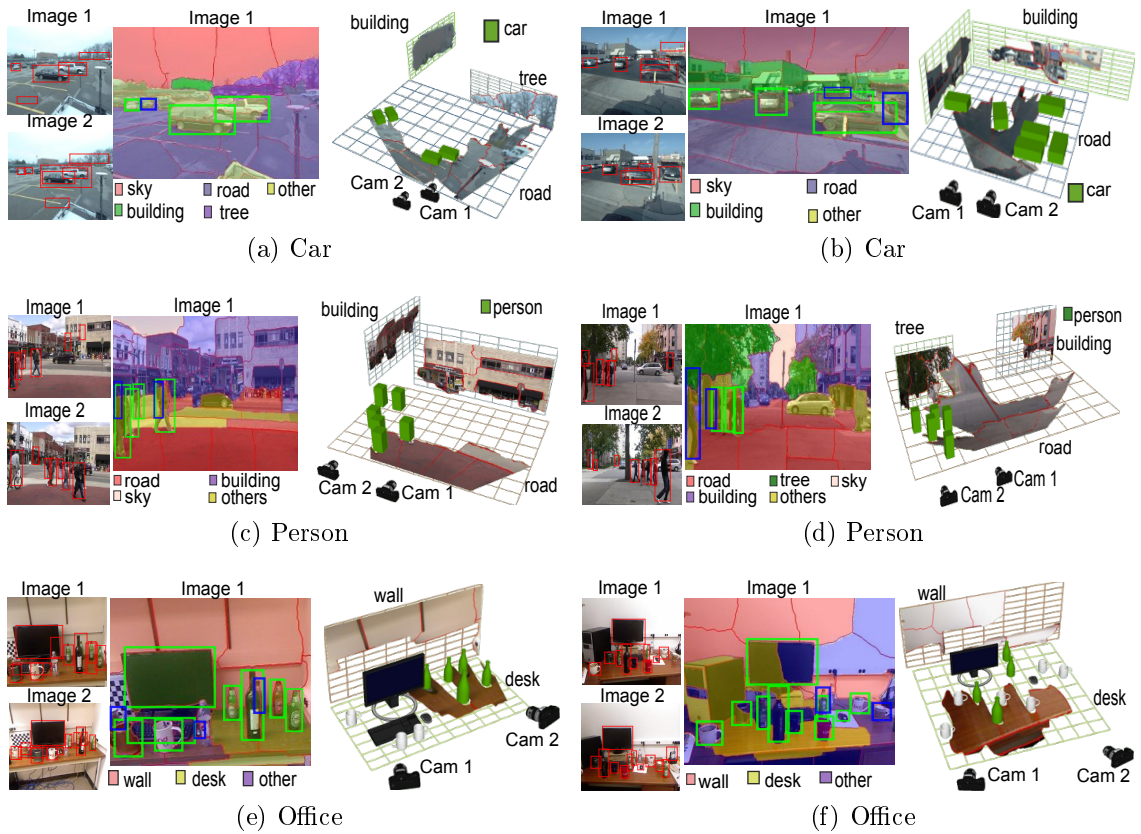 Image 1
Image 1
car
tree
building
Image 2
Cam 2
Cam 1
road
sky
road
other
building
tree
(a) Car
Image 1
Image 1
building
Image 2
road
car
Cam 1
Cam 2
sky
road
building
other
(b) Car
Image 1
Image 1
building
person
Image 2
road
Cam 2
Cam 1
road
building
sky
others
(c) Person
Image 1
Image 1
tree
person
building
Image 2
road
Cam 1
Cam 2
road
tree
sky
building
others
(d) Person
Image 1
Image 1
wall
Image 2
desk
Cam 2
Cam 1
wall
desk
other
(e) Office
Image 1
Image 1
wall
Image 2
desk
Cam 1
Cam 2
wall
desk
other
(f) Office